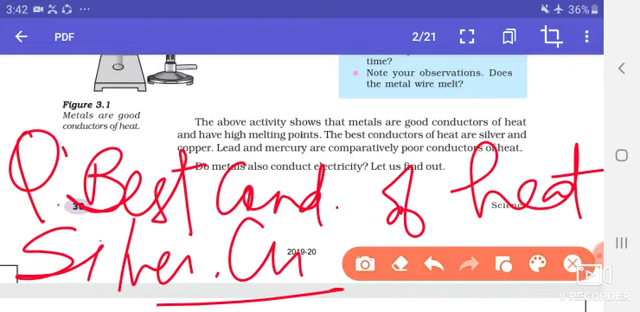 3:42
36%
PDF
2/21
time?
Note your observations. Does
the metal wire melt?
Figure 3.1
Metals are good
conductors of heat.
The above activity shows that metals are good conductors of heat
and have high melting points. The best conductors of heat are silver and
copper. Lead and mercury are comparatively poor conductors of heat.
Do metals also conduct electricity? Let us find out.
Q. Best Cond. of heat
38
Science
Silver. Cu
2019-20
V RECORDER